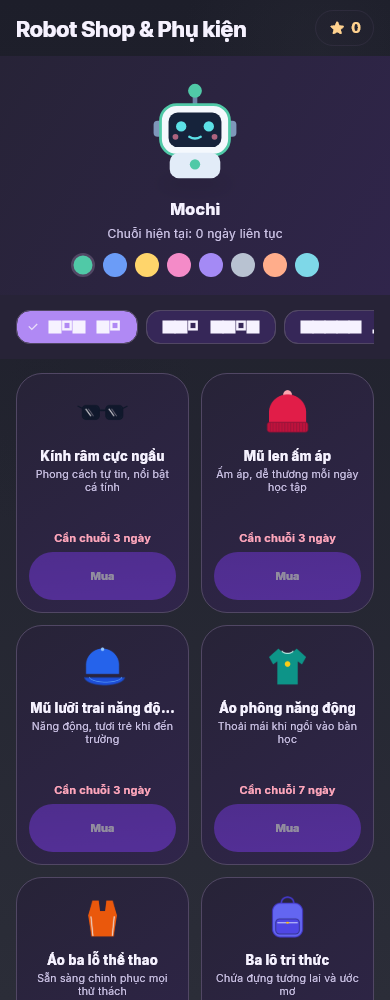 Robot Shop & Phụ kiện
0
Mochi
Chuỗi hiện tại: 0 ngày liên tục
Kính râm cực ngầu
Phong cách tự tin, nổi bật
cá tính
Cần chuỗi 3 ngày
Mua
Mũ len ấm áp
Ấm áp, dễ thương mỗi ngày
học tập
Cần chuỗi 3 ngày
Mua
Mũ lưỡi trai năng độ...
Năng động, tươi trẻ khi đến
trường
Cần chuỗi 3 ngày
Mua
Áo phông năng động
Thoải mái khi ngồi vào bàn
học
Cần chuỗi 7 ngày
Mua
Áo ba lỗ thể thao
Sẵn sàng chinh phục mọi
thử thách
Ba lô tri thức
Chứa đựng tương lai và ước
mơ